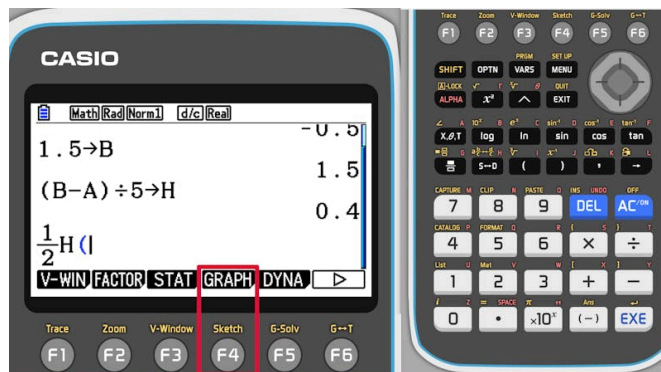 CASIO
Math Rad Norm1 d/c Real
-0.5
1.5→B
1.5
(B-A)÷5→H
0.4
1
2
H(
V-WIN FACTOR STAT GRAPH DYNA ▷
Trace Zoom V-Window Sketch G-Solv G↔T
F1 F2 F3 F4 F5 F6
Trace Zoom V-Window Sketch G-Solv G↔T
F1 F2 F3 F4 F5 F6
PRGM SET UP
SHIFT OPTN VARS MENU
A-LOCK QUIT
ALPHA x² ^ EXIT
X,θ,T log ln sin cos tan
S↔D ( ) , →
CAPTURE M CLIP N PASTE O INS UNDO OFF
7 8 9 DEL AC/ON
CATALOG P FORMAT Q R { S } T
4 5 6 × ÷
List U Mat V W [ X ] Y
1 2 3 + −
i Z = SPACE π Ans
0 • ×10ˣ (−) EXE